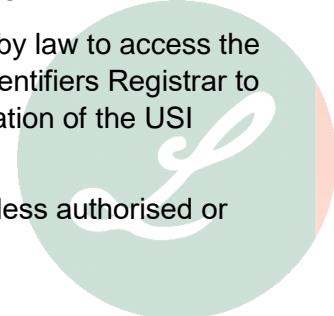 by law to access the
entifiers Registrar to
ation of the USI
less authorised or